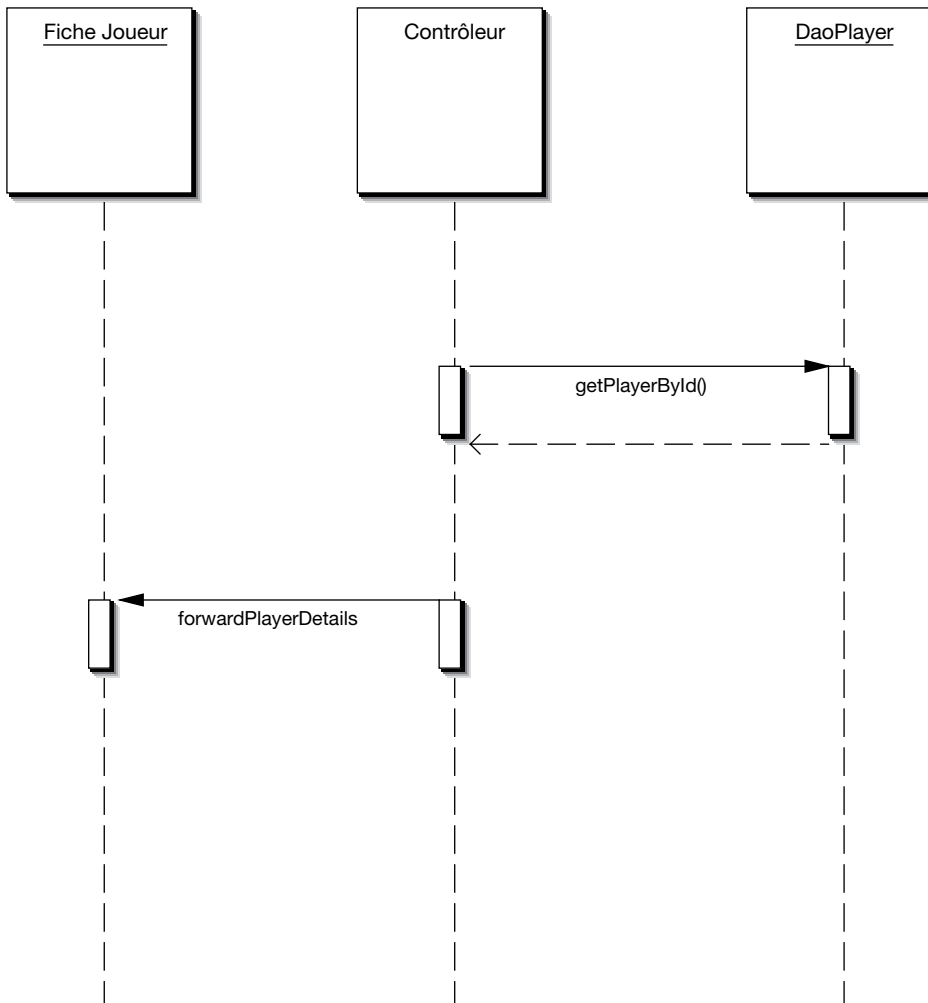 Fiche Joueur
Contrôleur
DaoPlayer
getPlayerById()
forwardPlayerDetails